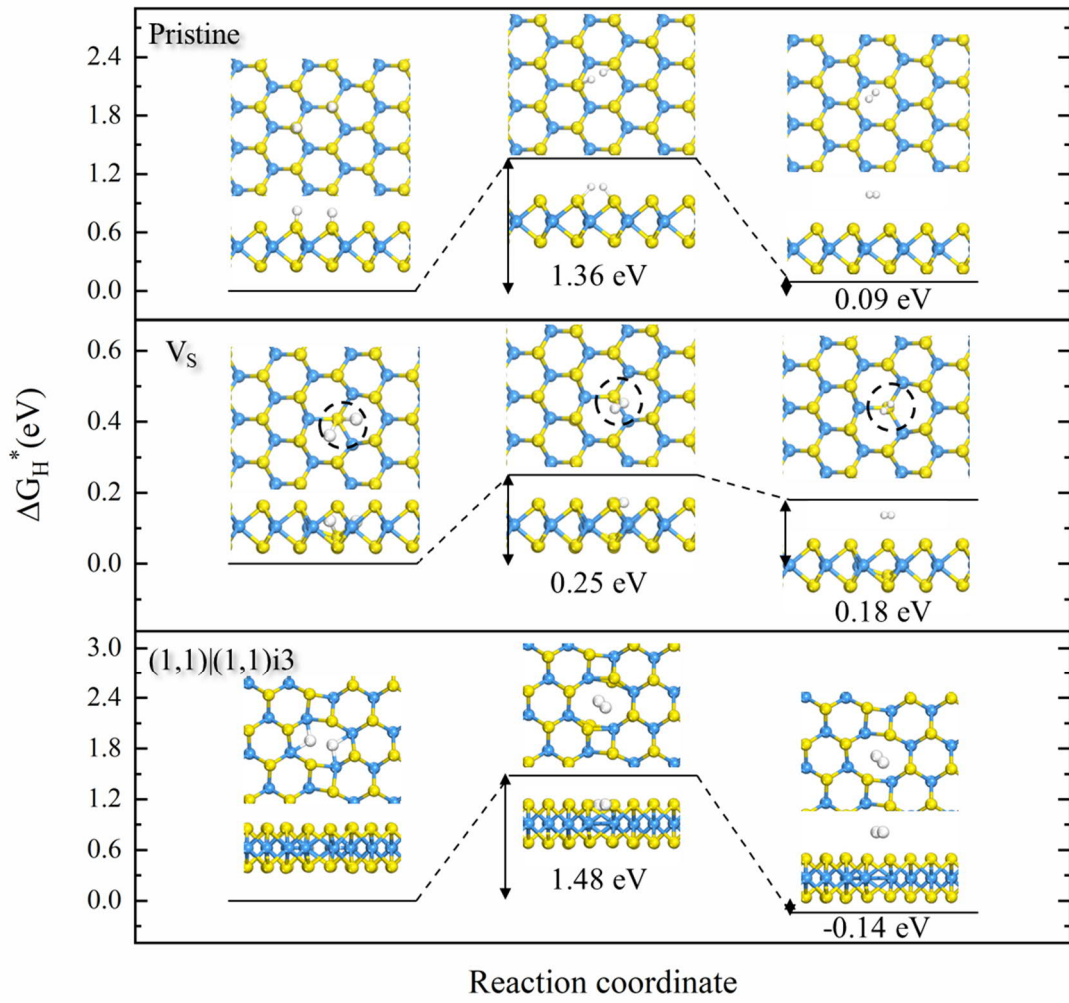 Pristine
2.4
1.8
1.2
0.6
0.0
1.36 eV
0.09 eV
V_S
0.6
0.4
0.2
0.0
0.25 eV
0.18 eV
(1,1)|(1,1)i3
3.0
2.4
1.8
1.2
0.6
0.0
1.48 eV
-0.14 eV
ΔG_H^* (eV)
Reaction coordinate